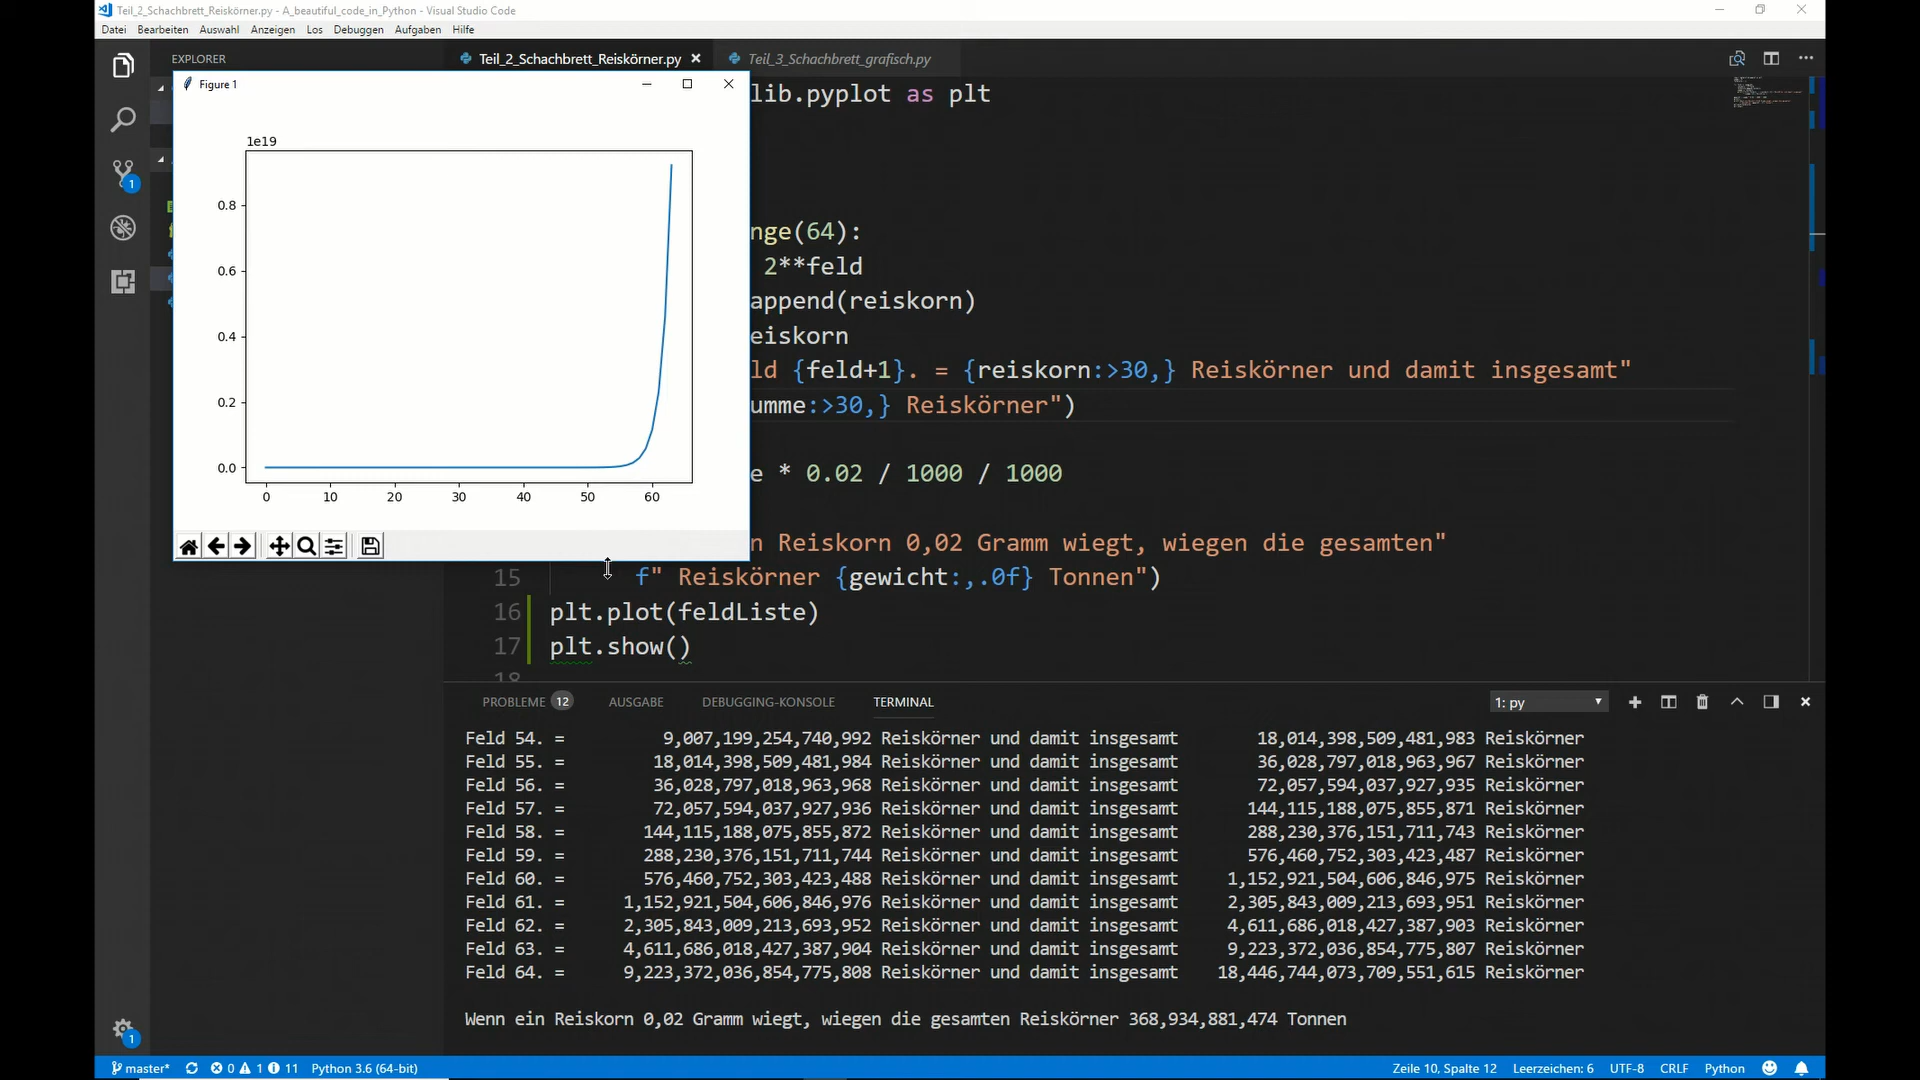 Teil_2_Schachbrett_Reiskörner.py - A_beautiful_code_in_Python - Visual Studio Code
Datei Bearbeiten Auswahl Anzeigen Los Debuggen Aufgaben Fenster Hilfe
EXPLORER
Teil_2_Schachbrett_Reiskörner.py
Teil_3_Schachbrett_grafisch.py
Figure 1
1e19
0.8
0.6
0.4
0.2
0.0
0 10 20 30 40 50 60
lib.pyplot as plt
nge(64):
2**feld
append(reiskorn)
eiskorn
ld {feld+1}. = {reiskorn:>30,} Reiskörner und damit insgesamt"
umme:>30,} Reiskörner")
e * 0.02 / 1000 / 1000
n Reiskorn 0,02 Gramm wiegt, wiegen die gesamten"
15 f" Reiskörner {gewicht:,.0f} Tonnen")
16 plt.plot(feldListe)
17 plt.show()
18
PROBLEME 12 AUSGABE DEBUGGING-KONSOLE TERMINAL 1: py
Feld 54. = 9,007,199,254,740,992 Reiskörner und damit insgesamt 18,014,398,509,481,983 Reiskörner
Feld 55. = 18,014,398,509,481,984 Reiskörner und damit insgesamt 36,028,797,018,963,967 Reiskörner
Feld 56. = 36,028,797,018,963,968 Reiskörner und damit insgesamt 72,057,594,037,927,935 Reiskörner
Feld 57. = 72,057,594,037,927,936 Reiskörner und damit insgesamt 144,115,188,075,855,871 Reiskörner
Feld 58. = 144,115,188,075,855,872 Reiskörner und damit insgesamt 288,230,376,151,711,743 Reiskörner
Feld 59. = 288,230,376,151,711,744 Reiskörner und damit insgesamt 576,460,752,303,423,487 Reiskörner
Feld 60. = 576,460,752,303,423,488 Reiskörner und damit insgesamt 1,152,921,504,606,846,975 Reiskörner
Feld 61. = 1,152,921,504,606,846,976 Reiskörner und damit insgesamt 2,305,843,009,213,693,951 Reiskörner
Feld 62. = 2,305,843,009,213,693,952 Reiskörner und damit insgesamt 4,611,686,018,427,387,903 Reiskörner
Feld 63. = 4,611,686,018,427,387,904 Reiskörner und damit insgesamt 9,223,372,036,854,775,807 Reiskörner
Feld 64. = 9,223,372,036,854,775,808 Reiskörner und damit insgesamt 18,446,744,073,709,551,615 Reiskörner
Wenn ein Reiskorn 0,02 Gramm wiegt, wiegen die gesamten Reiskörner 368,934,881,474 Tonnen
master* 0 1 11 Python 3.6 (64-bit) Zeile 10, Spalte 12 Leerzeichen: 6 UTF-8 CRLF Python